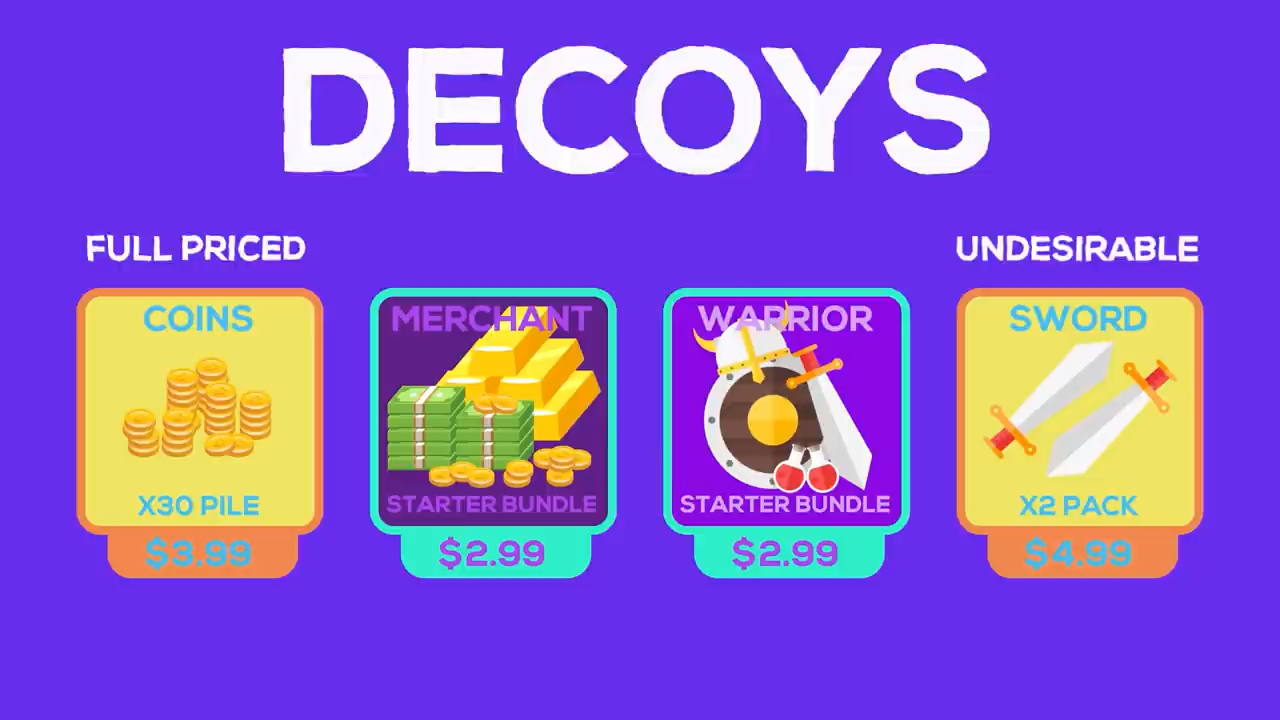 DECOYS
FULL PRICED
UNDESIRABLE
COINS
X30 PILE
$3.99
MERCHANT
STARTER BUNDLE
$2.99
WARRIOR
STARTER BUNDLE
$2.99
SWORD
X2 PACK
$4.99